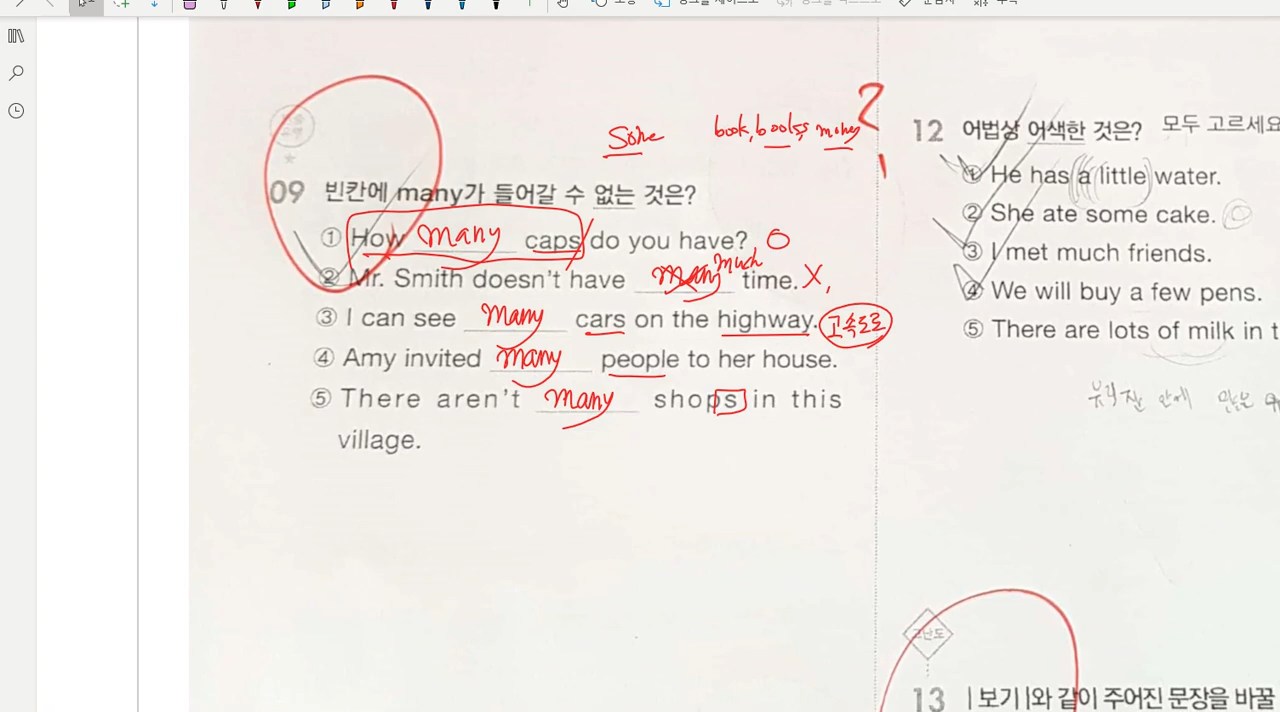 some book, books, money 2
09 빈칸에 many가 들어갈 수 없는 것은?
① How many caps do you have? O
② Mr. Smith doesn't have many much time. X
③ I can see many cars on the highway. 고속도로
④ Amy invited many people to her house.
⑤ There aren't many shops in this
village.
12 어법상 어색한 것은? 모두 고르세요
① He has (a little) water.
② She ate some cake.
③ I met much friends.
④ We will buy a few pens.
⑤ There are lots of milk in t
안에
고난도
13 | 보기 |와 같이 주어진 문장을 바꿀